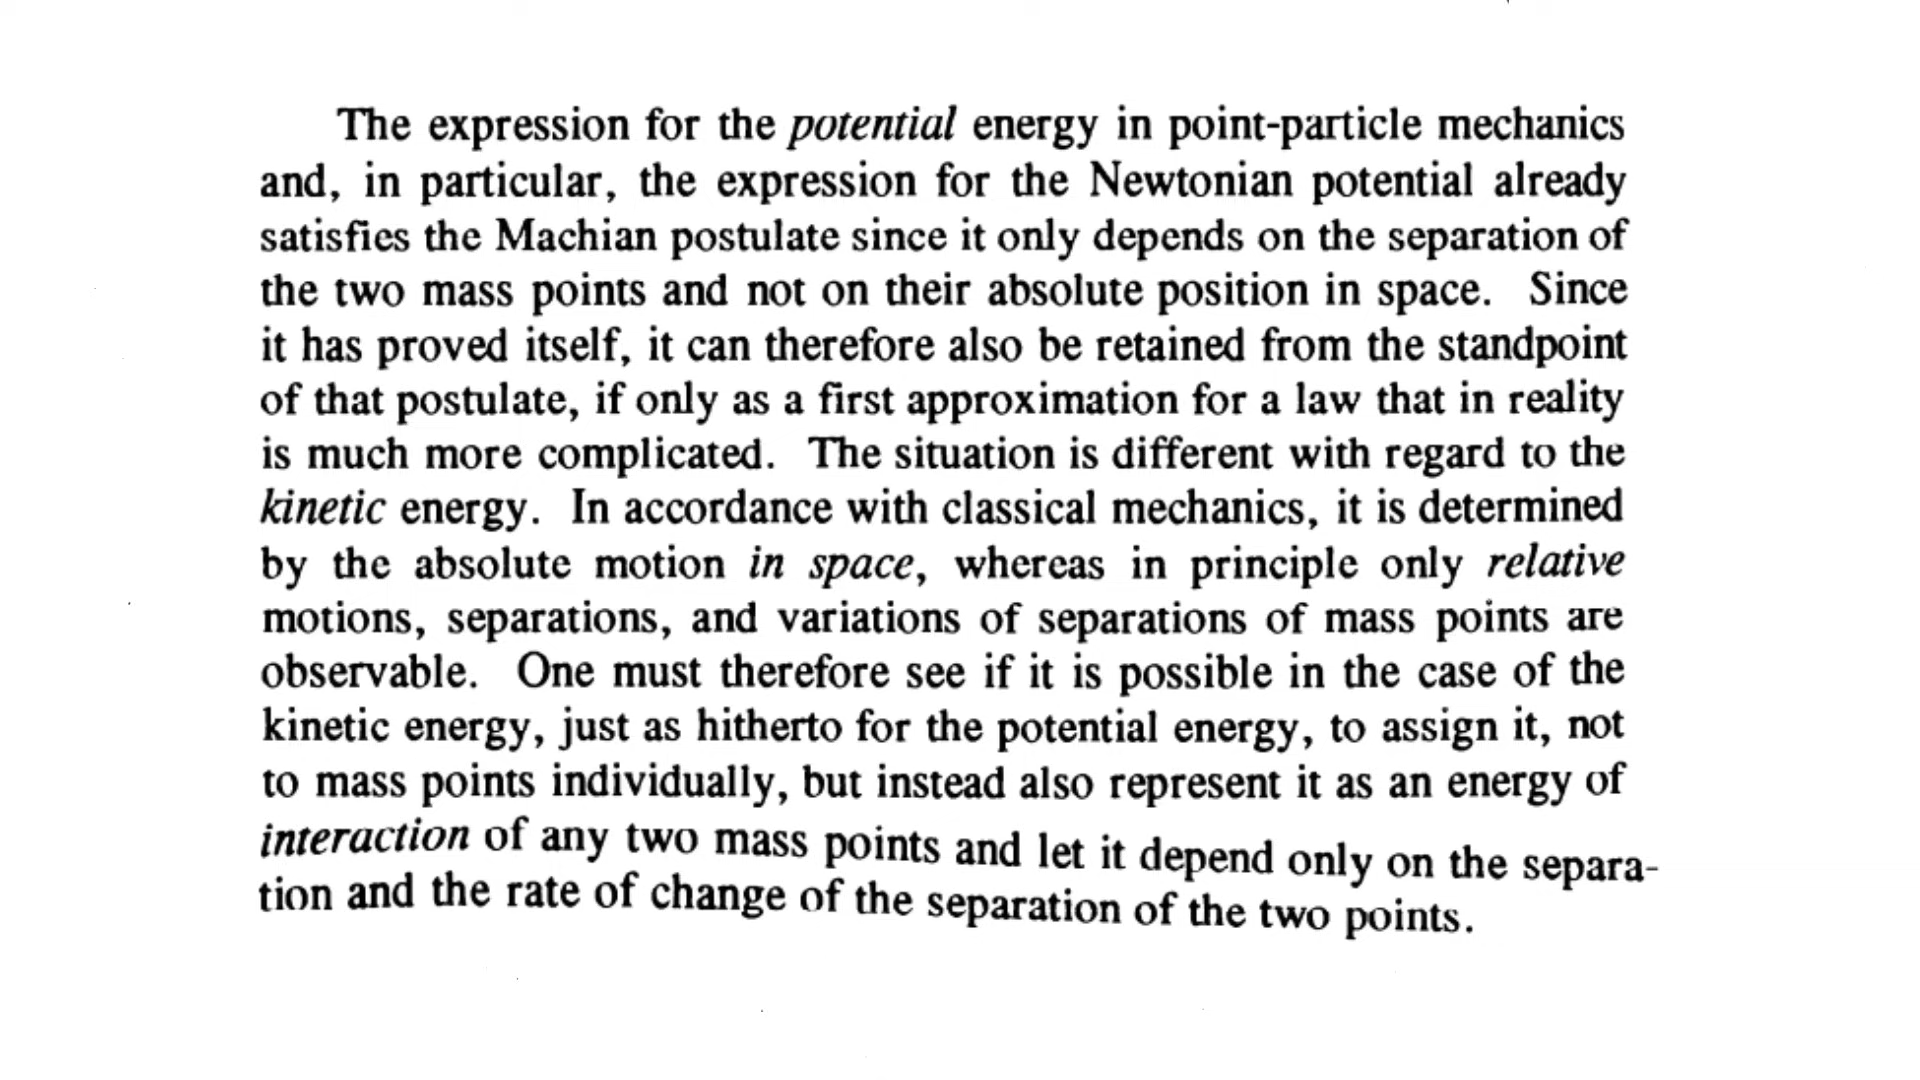 The expression for the potential energy in point-particle mechanics
and, in particular, the expression for the Newtonian potential already
satisfies the Machian postulate since it only depends on the separation of
the two mass points and not on their absolute position in space. Since
it has proved itself, it can therefore also be retained from the standpoint
of that postulate, if only as a first approximation for a law that in reality
is much more complicated. The situation is different with regard to the
kinetic energy. In accordance with classical mechanics, it is determined
by the absolute motion in space, whereas in principle only relative
motions, separations, and variations of separations of mass points are
observable. One must therefore see if it is possible in the case of the
kinetic energy, just as hitherto for the potential energy, to assign it, not
to mass points individually, but instead also represent it as an energy of
interaction of any two mass points and let it depend only on the separa-
tion and the rate of change of the separation of the two points.